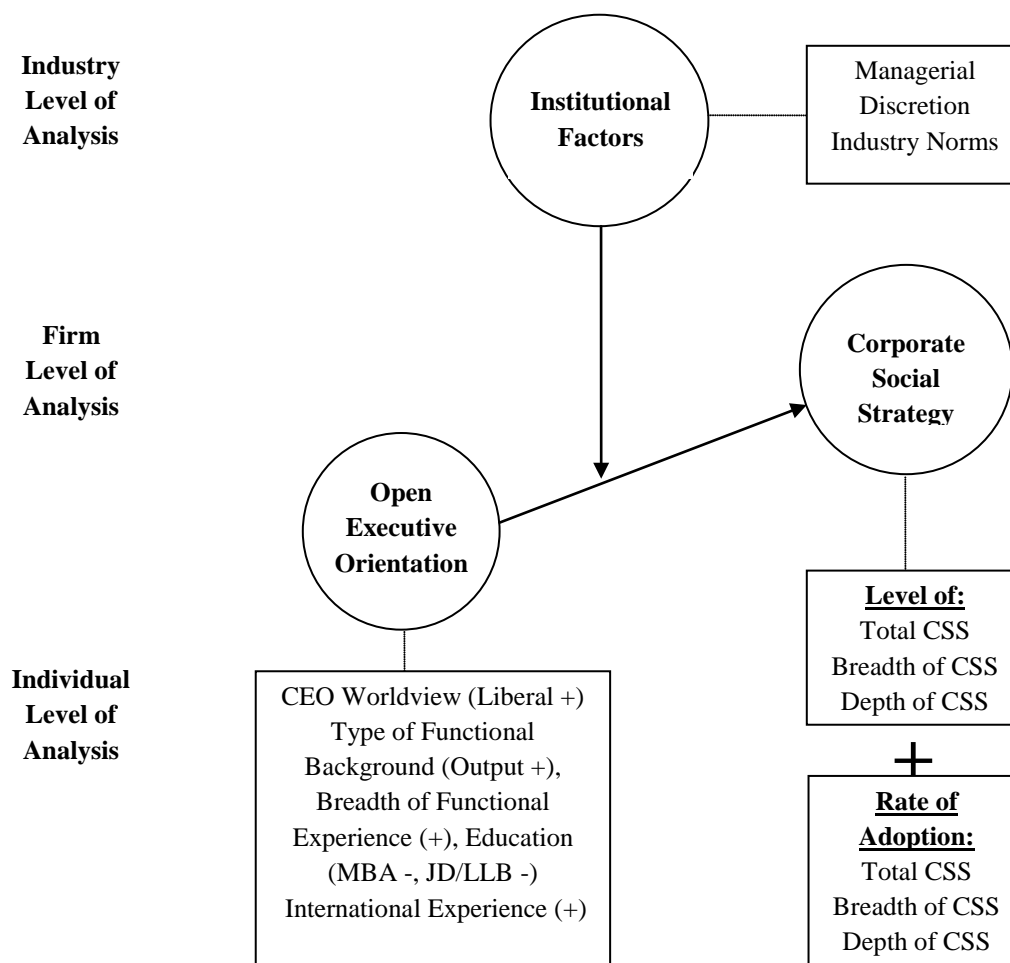 Industry
Level of
Analysis
Institutional
Factors
Managerial
Discretion
Industry Norms
Firm
Level of
Analysis
Corporate
Social
Strategy
Open
Executive
Orientation
Individual
Level of
Analysis
CEO Worldview (Liberal +)
Type of Functional
Background (Output +),
Breadth of Functional
Experience (+), Education
(MBA -, JD/LLB -)
International Experience (+)
Level of:
Total CSS
Breadth of CSS
Depth of CSS
+
Rate of
Adoption:
Total CSS
Breadth of CSS
Depth of CSS